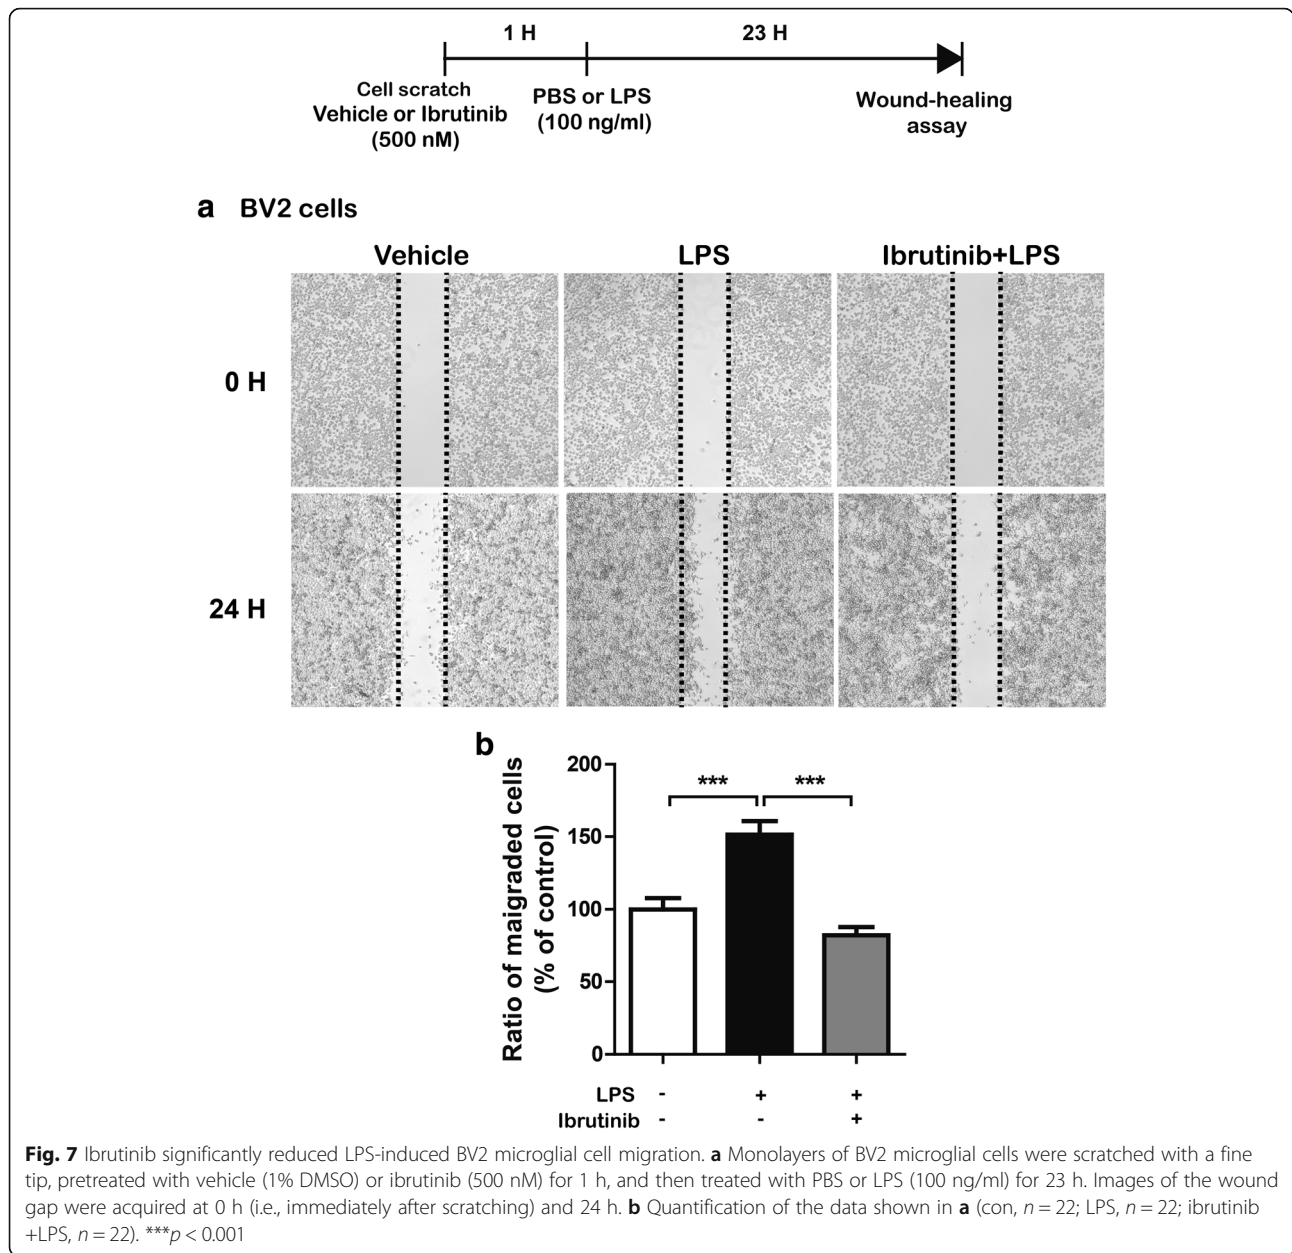 1 H 23 H
Cell scratch
Vehicle or Ibrutinib
(500 nM)
PBS or LPS
(100 ng/ml)
Wound-healing
assay
a BV2 cells
Vehicle LPS Ibrutinib+LPS
0 H
24 H
b
Ratio of maigraded cells
(% of control)
200
150
100
50
0
*** ***
LPS - + +
Ibrutinib - - +
Fig. 7 Ibrutinib significantly reduced LPS-induced BV2 microglial cell migration. a Monolayers of BV2 microglial cells were scratched with a fine
tip, pretreated with vehicle (1% DMSO) or ibrutinib (500 nM) for 1 h, and then treated with PBS or LPS (100 ng/ml) for 23 h. Images of the wound
gap were acquired at 0 h (i.e., immediately after scratching) and 24 h. b Quantification of the data shown in a (con, n = 22; LPS, n = 22; ibrutinib
+LPS, n = 22). ***p < 0.001